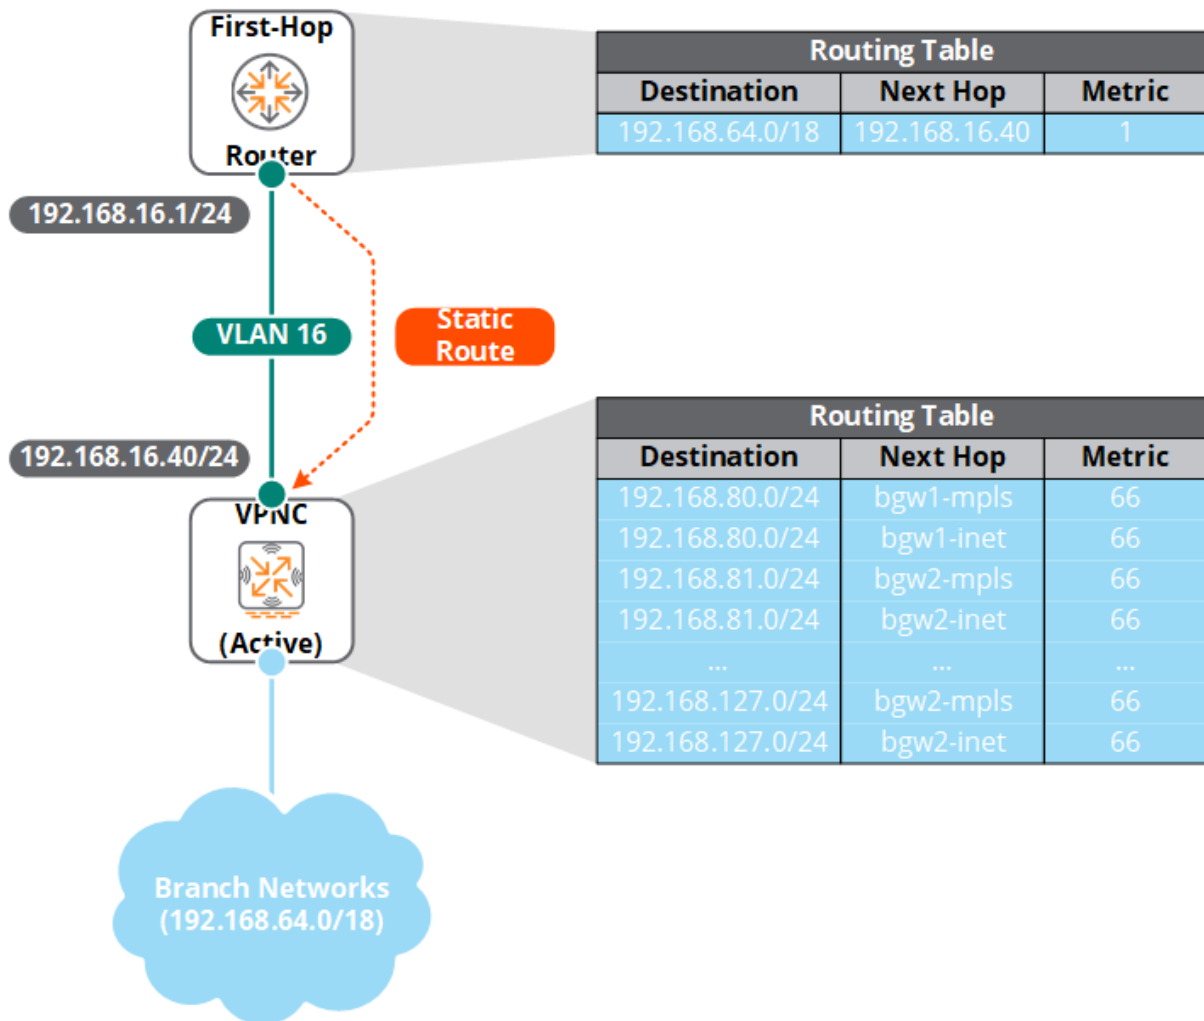 First-Hop
Router
Routing Table
Destination Next Hop Metric
192.168.64.0/18 192.168.16.40 1
192.168.16.1/24
VLAN 16
Static
Route
192.168.16.40/24
VPNC
(Active)
Routing Table
Destination Next Hop Metric
192.168.80.0/24 bgw1-mpls 66
192.168.80.0/24 bgw1-inet 66
192.168.81.0/24 bgw2-mpls 66
192.168.81.0/24 bgw2-inet 66
... ... ...
192.168.127.0/24 bgw2-mpls 66
192.168.127.0/24 bgw2-inet 66
Branch Networks
(192.168.64.0/18)